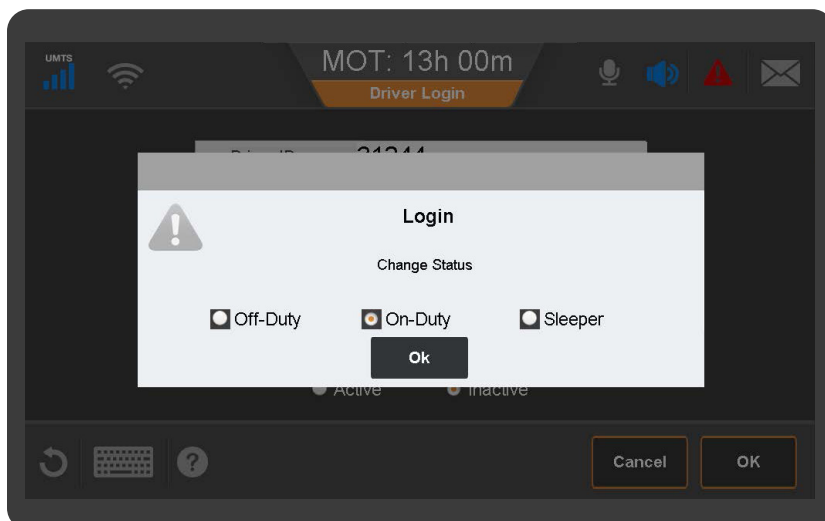 UMTS
MOT: 13h 00m
Driver Login
Login
Change Status
Off-Duty On-Duty Sleeper
Ok
Active Inactive
Cancel OK